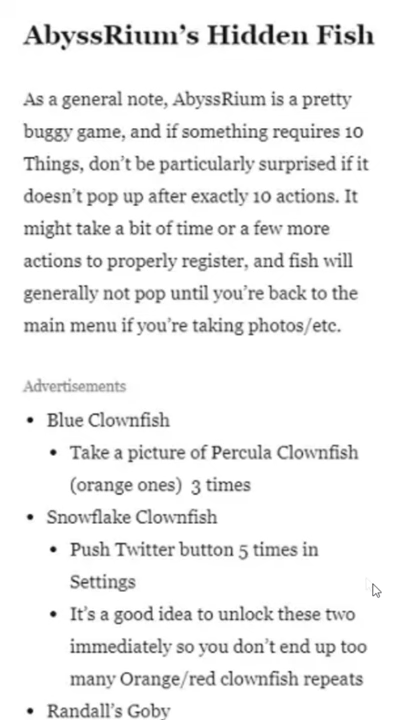 AbyssRium's Hidden Fish
As a general note, AbyssRium is a pretty
buggy game, and if something requires 10
Things, don't be particularly surprised if it
doesn't pop up after exactly 10 actions. It
might take a bit of time or a few more
actions to properly register, and fish will
generally not pop until you're back to the
main menu if you're taking photos/etc.
Advertisements
• Blue Clownfish
• Take a picture of Percula Clownfish
(orange ones) 3 times
• Snowflake Clownfish
• Push Twitter button 5 times in
Settings
• It's a good idea to unlock these two
immediately so you don't end up too
many Orange/red clownfish repeats
• Randall's Goby